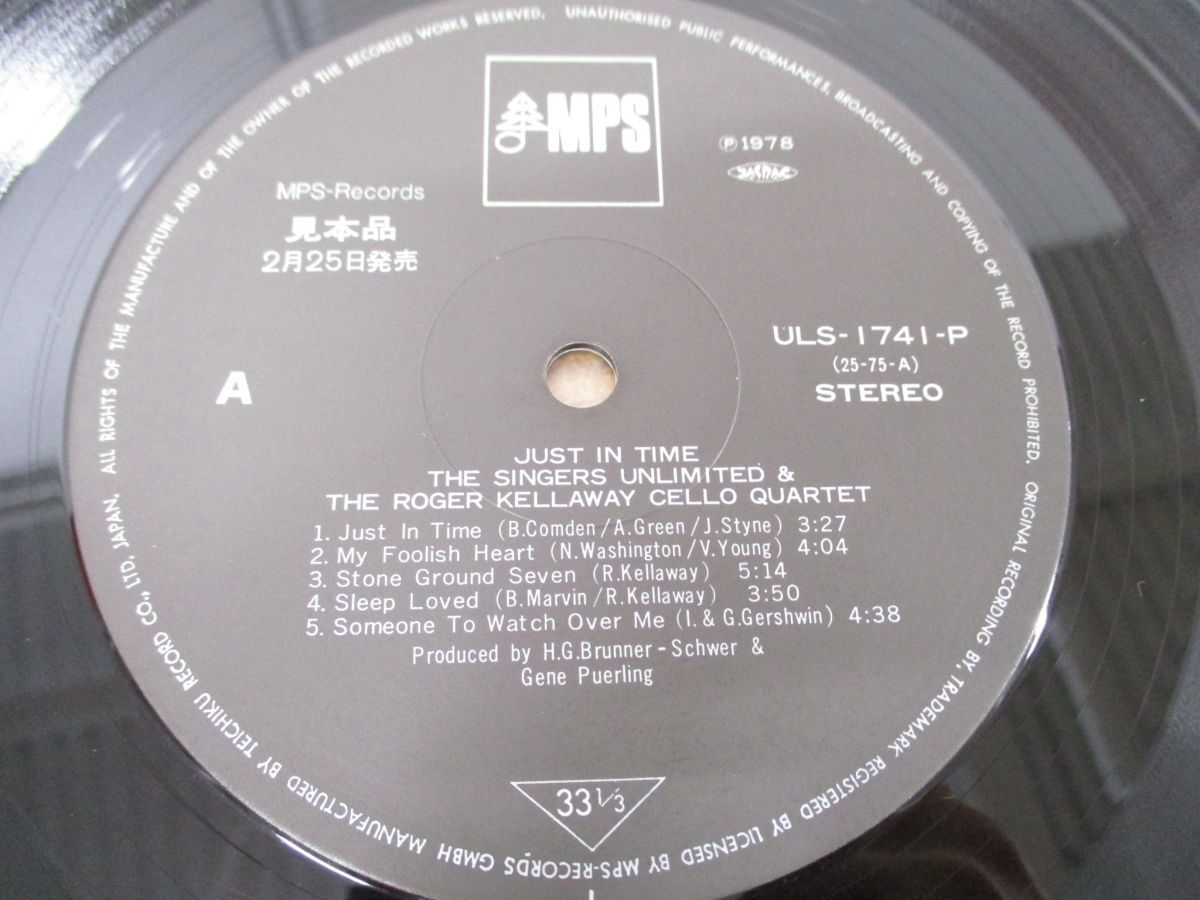 MPS
℗1978
JASRAC
MPS-Records
見本品
2月25日発売
ULS-1741-P
(25-75-A)
STEREO
A
JUST IN TIME
THE SINGERS UNLIMITED &
THE ROGER KELLAWAY CELLO QUARTET
1. Just In Time (B.Comden/A.Green/J.Styne) 3:27
2. My Foolish Heart (N.Washington/V.Young) 4:04
3. Stone Ground Seven (R.Kellaway) 5:14
4. Sleep Loved (B.Marvin/R.Kellaway) 3:50
5. Someone To Watch Over Me (I.& G.Gershwin) 4:38
Produced by H.G.Brunner-Schwer &
Gene Puerling
33 1/3
ALL RIGHTS OF THE MANUFACTURE AND OF THE OWNER OF THE RECORDED WORKS RESERVED. UNAUTHORISED PUBLIC PERFORMANCES, BROADCASTING AND COPYING OF THE RECORD PROHIBITED. ORIGINAL RECORDING BY, TRADEMARK REGISTERED BY LICENSED BY MPS-RECORDS GMBH MANUFACTURED BY TEICHIKU RECORD CO., LTD. JAPAN.